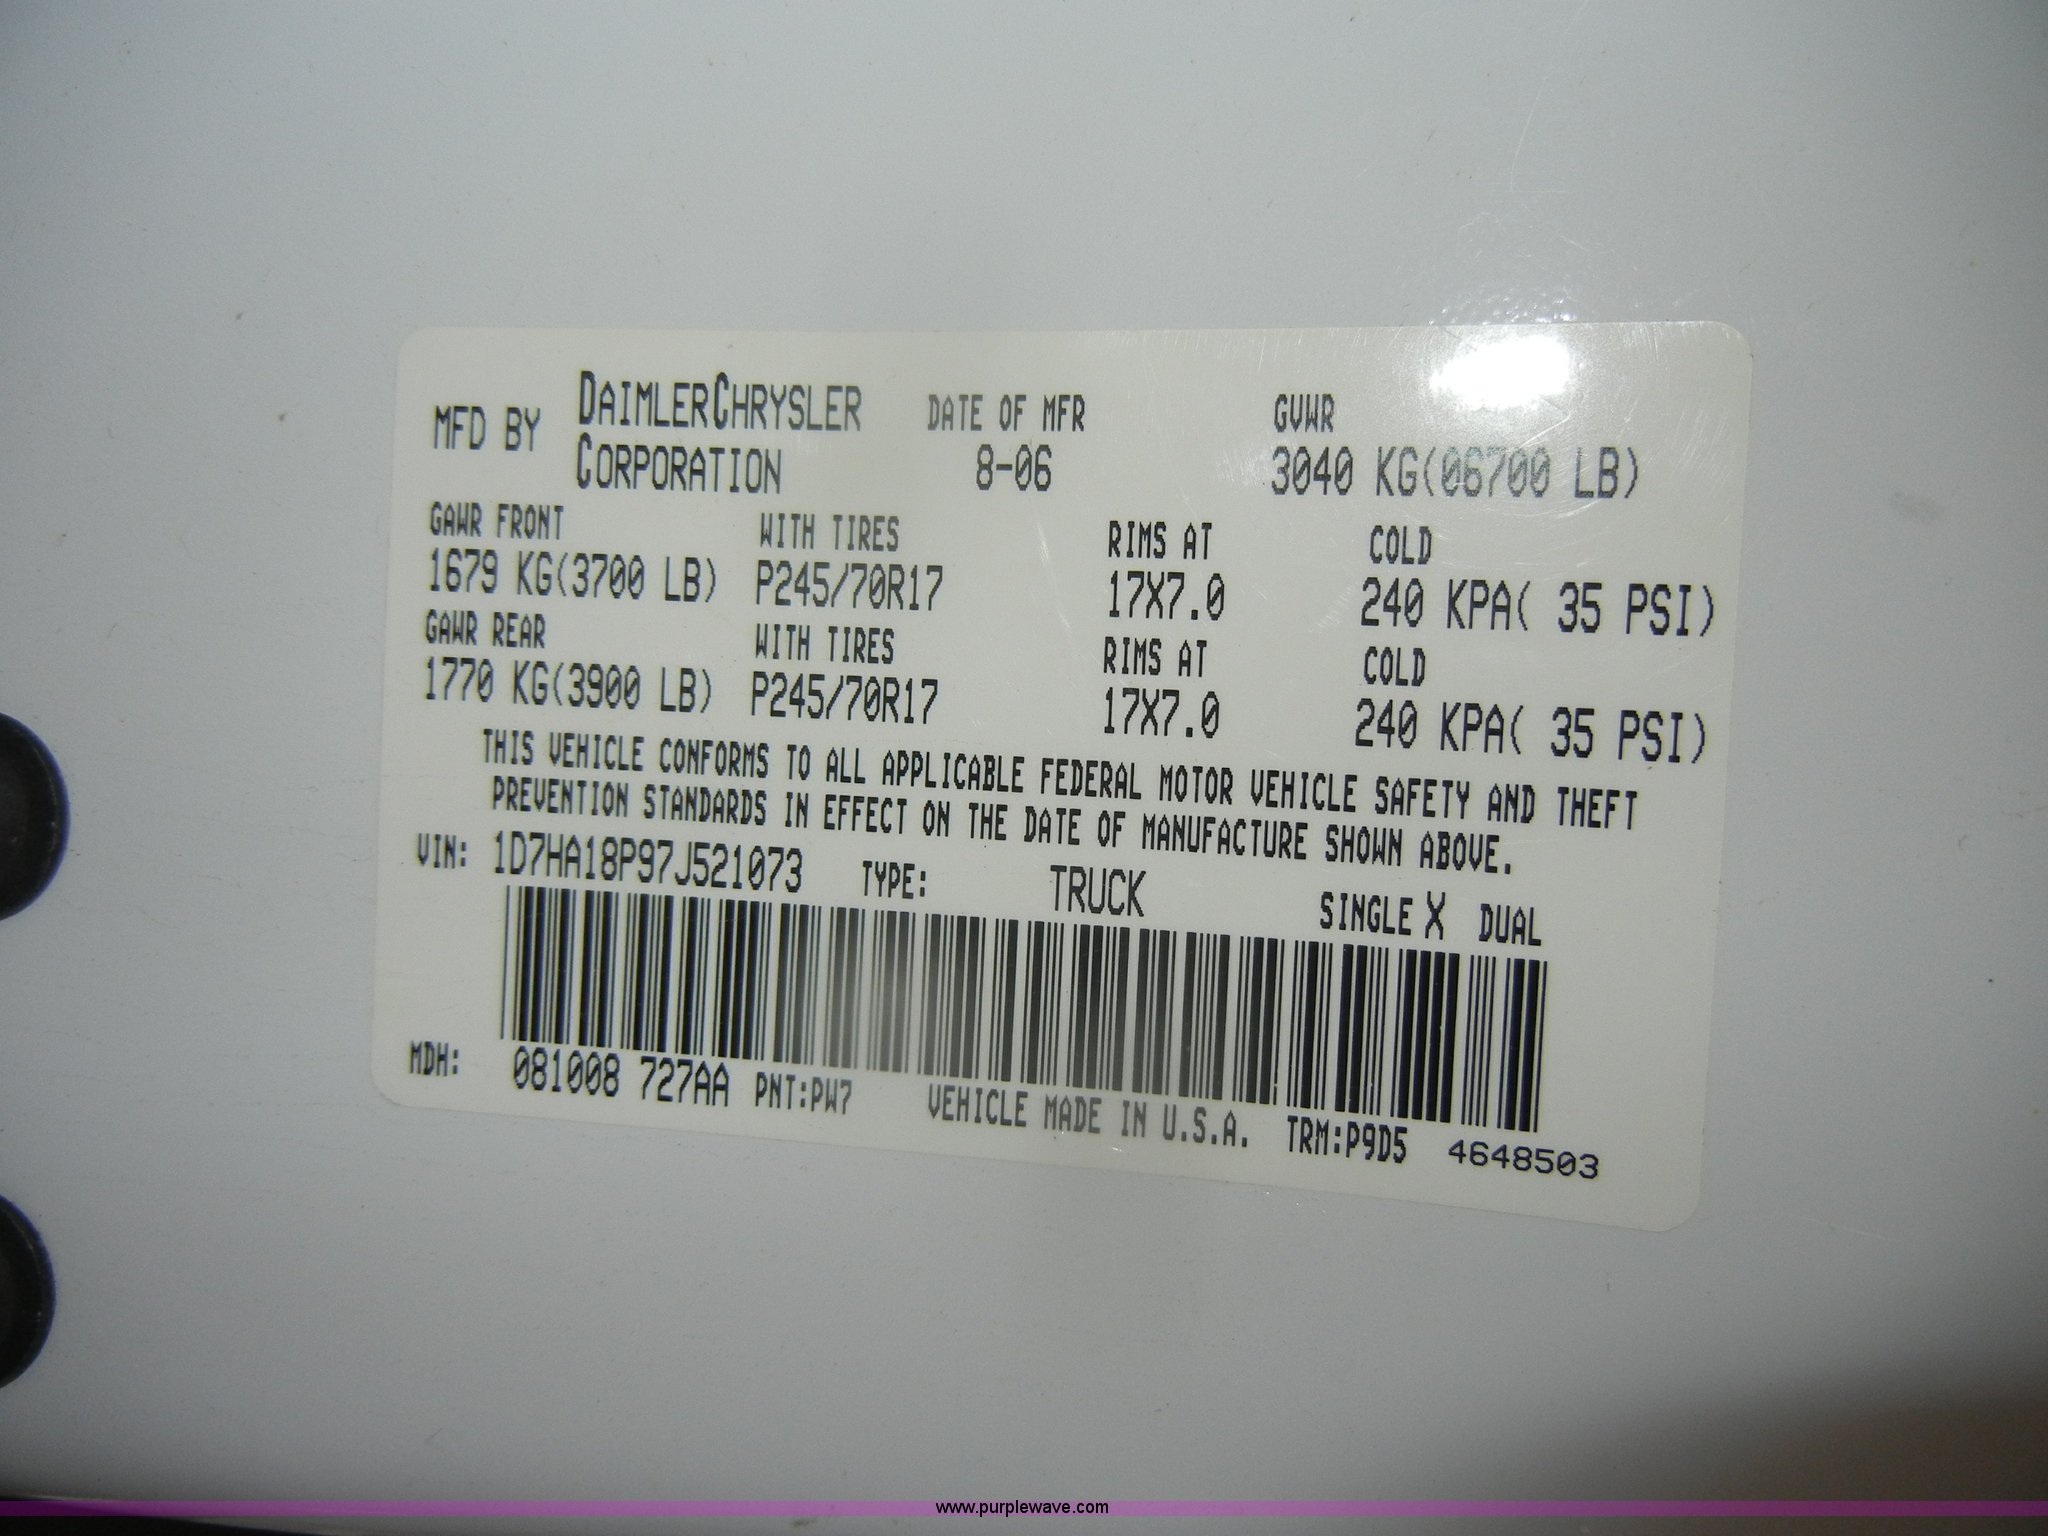 MFD BY DAIMLERCHRYSLER CORPORATION
DATE OF MFR
8-06
GVWR
3040 KG(06700 LB)
GAWR FRONT WITH TIRES RIMS AT COLD
1679 KG(3700 LB) P245/70R17 17X7.0 240 KPA( 35 PSI)
GAWR REAR WITH TIRES RIMS AT COLD
1770 KG(3900 LB) P245/70R17 17X7.0 240 KPA( 35 PSI)
THIS VEHICLE CONFORMS TO ALL APPLICABLE FEDERAL MOTOR VEHICLE SAFETY AND THEFT
PREVENTION STANDARDS IN EFFECT ON THE DATE OF MANUFACTURE SHOWN ABOVE.
VIN: 1D7HA18P97J521073 TYPE: TRUCK SINGLE X DUAL
MDH: 081008 727AA PNT:PW7 VEHICLE MADE IN U.S.A. TRM:P9D5 4648503
www.purplewave.com